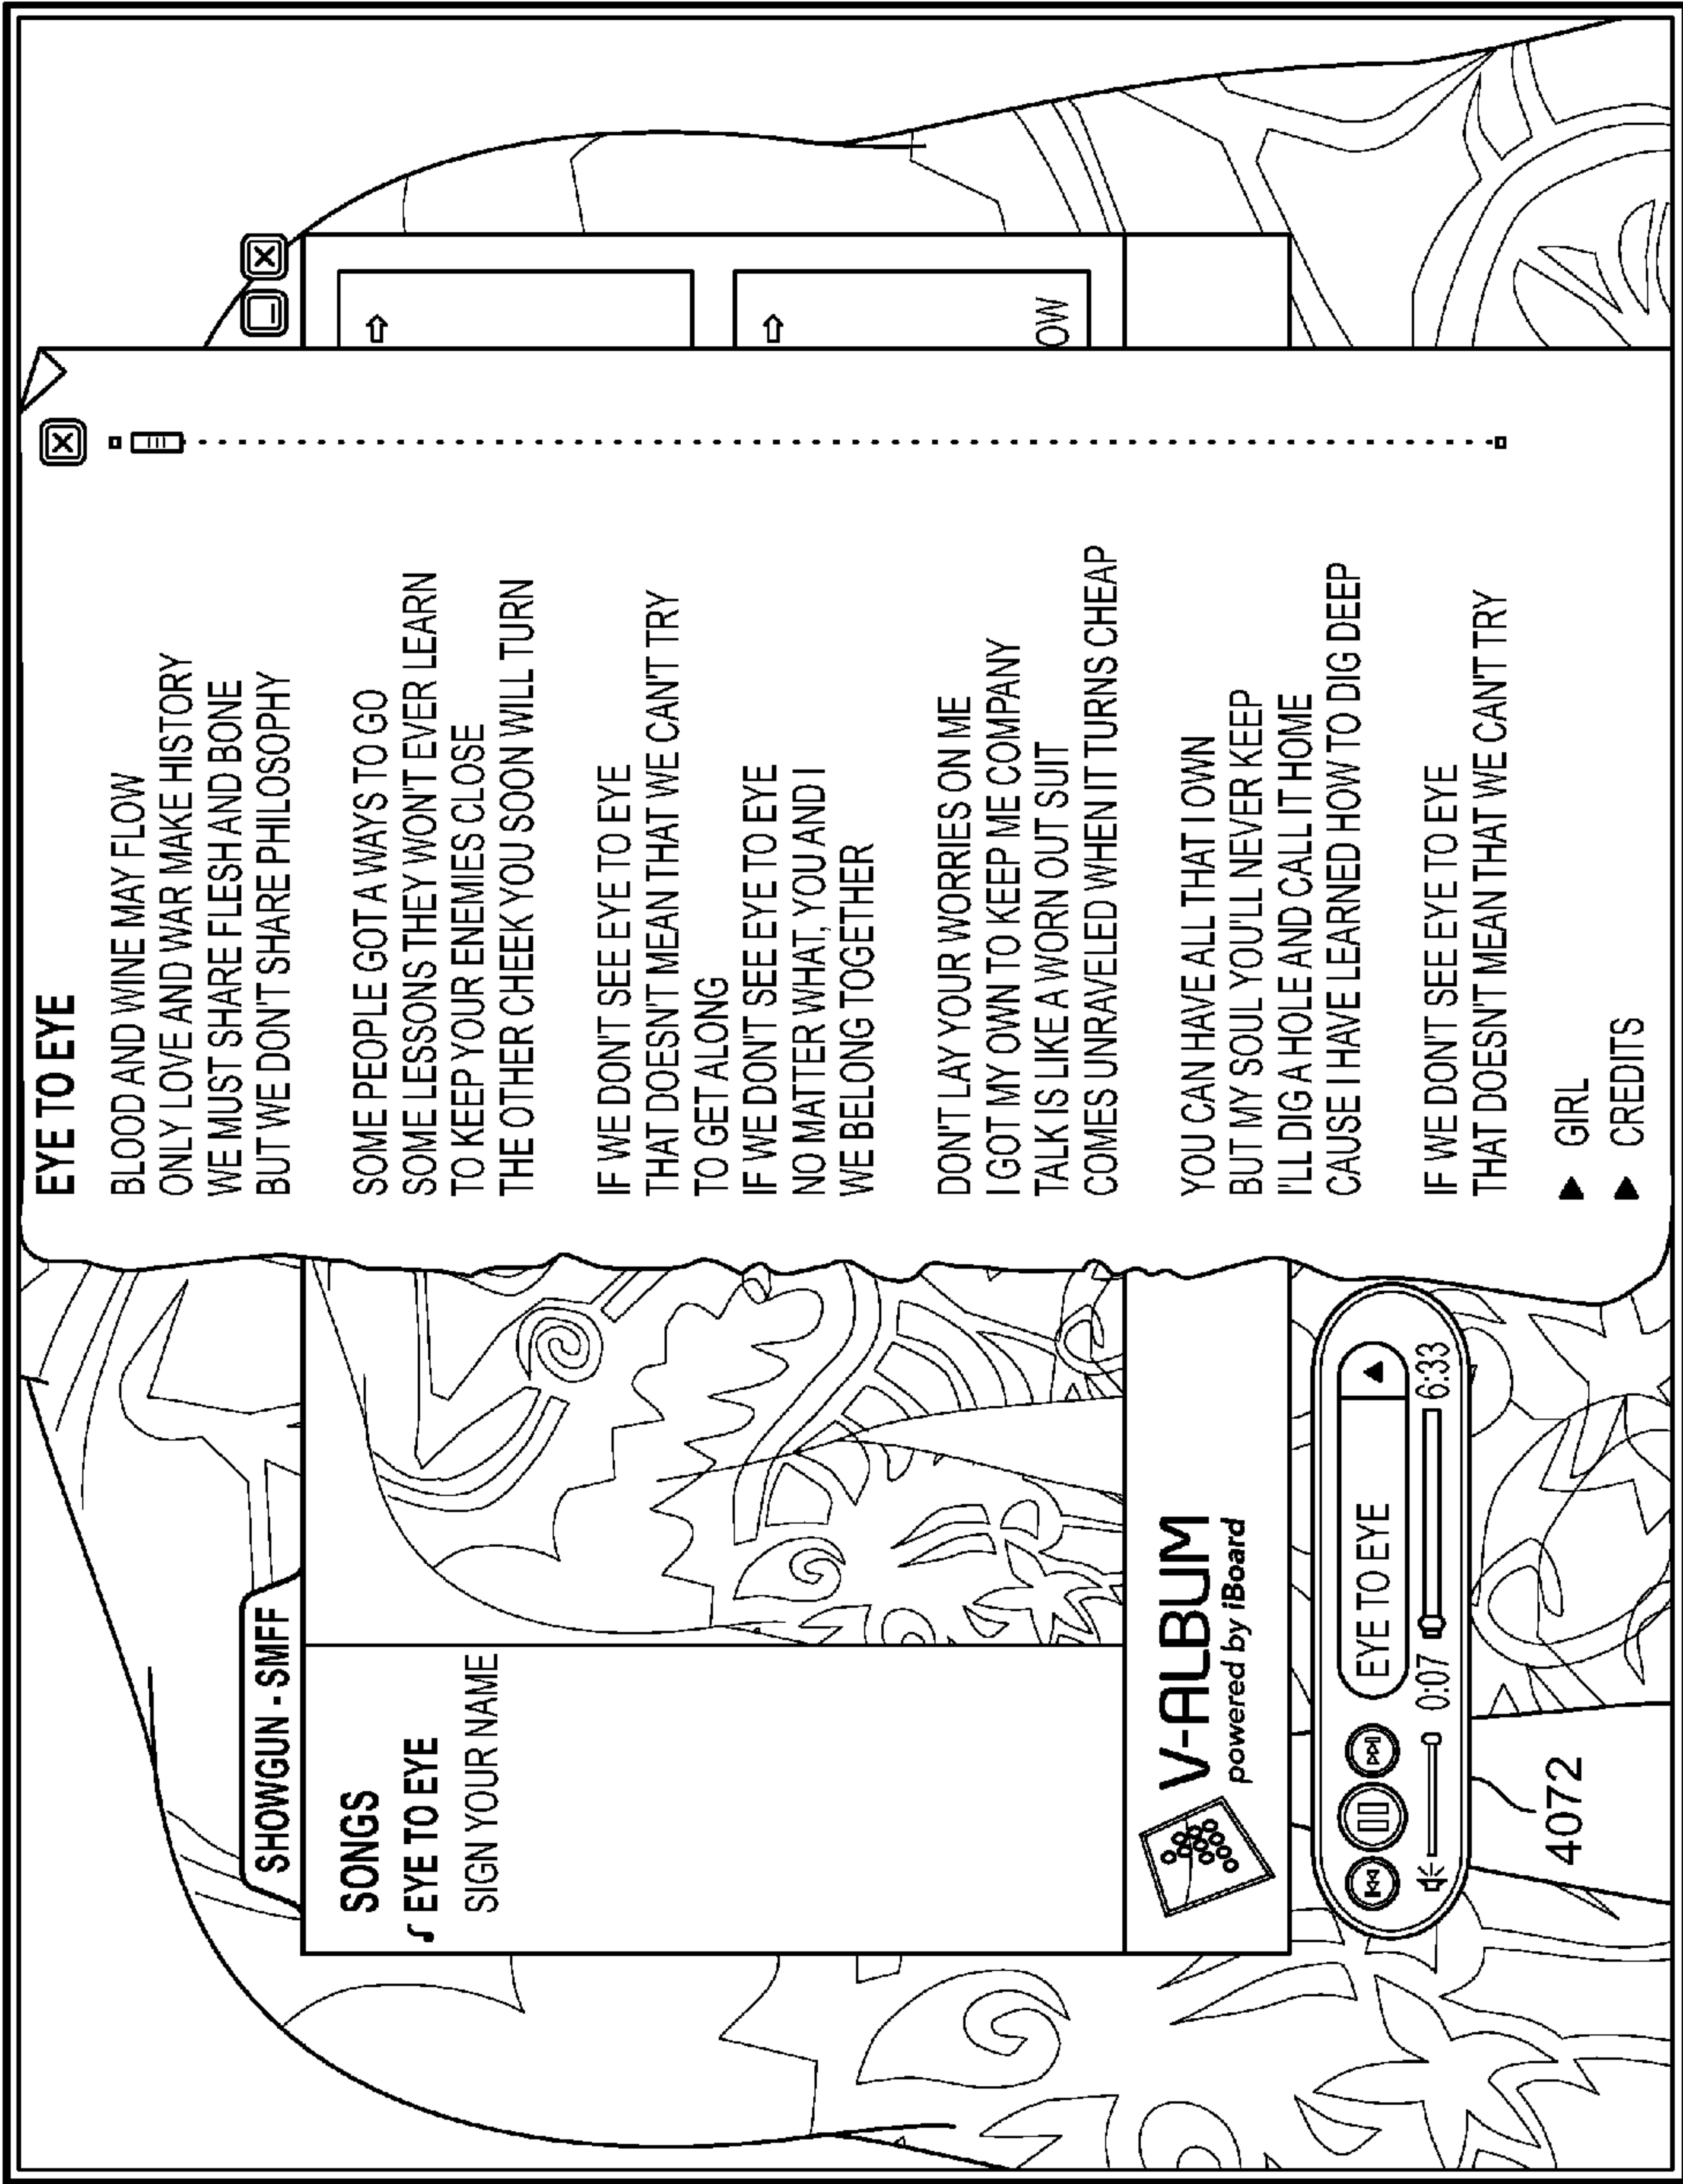 SHOWGUN - SMFF
SONGS
EYE TO EYE
SIGN YOUR NAME
V-ALBUM
powered by iBoard
EYE TO EYE
0:07
6:33
4072
EYE TO EYE
BLOOD AND WINE MAY FLOW
ONLY LOVE AND WAR MAKE HISTORY
WE MUST SHARE FLESH AND BONE
BUT WE DON'T SHARE PHILOSOPHY
SOME PEOPLE GOT A WAYS TO GO
SOME LESSONS THEY WON'T EVER LEARN
TO KEEP YOUR ENEMIES CLOSE
THE OTHER CHEEK YOU SOON WILL TURN
IF WE DON'T SEE EYE TO EYE
THAT DOESN'T MEAN THAT WE CAN'T TRY
TO GET ALONG
IF WE DON'T SEE EYE TO EYE
NO MATTER WHAT, YOU AND I
WE BELONG TOGETHER
DON'T LAY YOUR WORRIES ON ME
I GOT MY OWN TO KEEP ME COMPANY
TALK IS LIKE A WORN OUT SUIT
COMES UNRAVELED WHEN IT TURNS CHEAP
YOU CAN HAVE ALL THAT I OWN
BUT MY SOUL YOU'LL NEVER KEEP
I'LL DIG A HOLE AND CALL IT HOME
CAUSE I HAVE LEARNED HOW TO DIG DEEP
IF WE DON'T SEE EYE TO EYE
THAT DOESN'T MEAN THAT WE CAN'T TRY
GIRL
CREDITS
OW